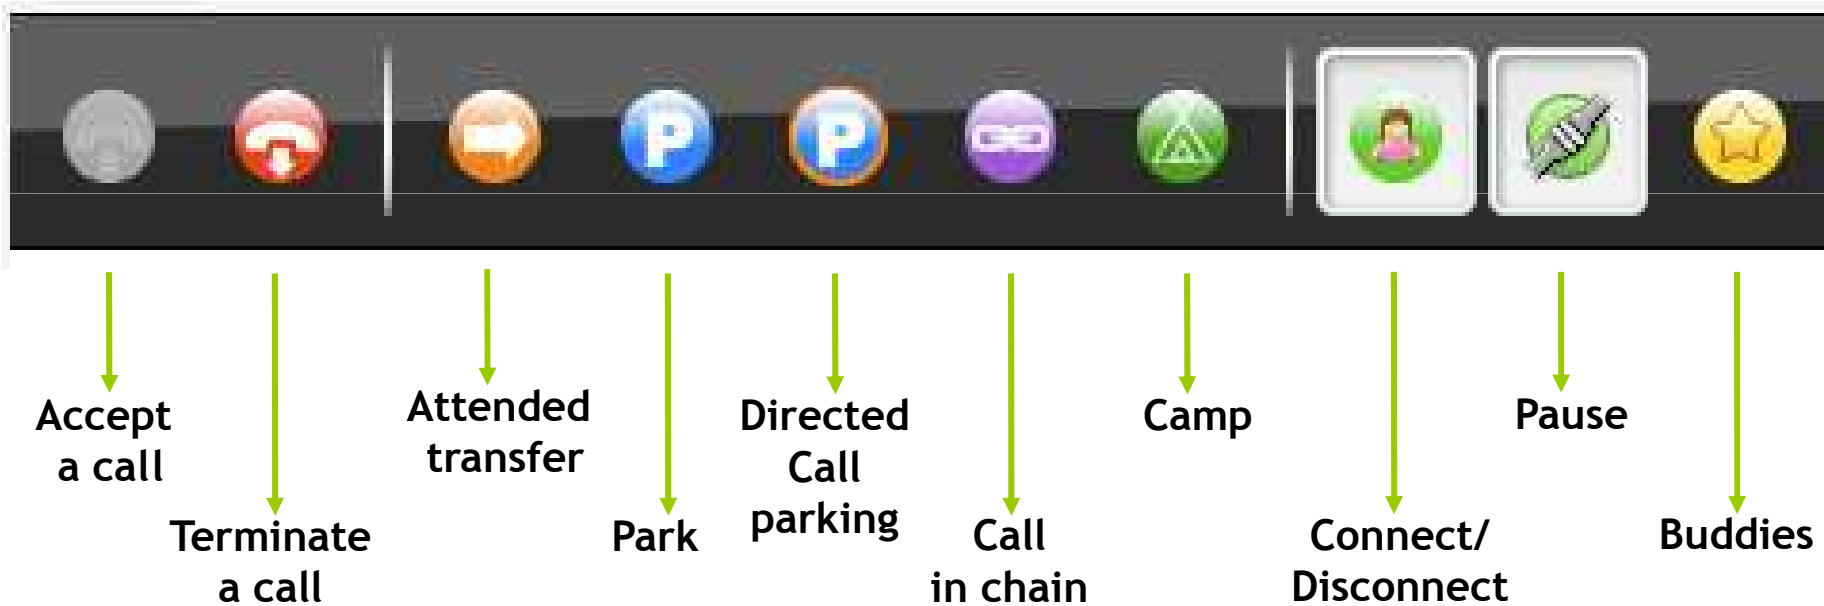 P
P
Accept
a call
Terminate
a call
Attended
transfer
Park
Directed
Call
parking
Call
in chain
Camp
Connect/
Disconnect
Pause
Buddies